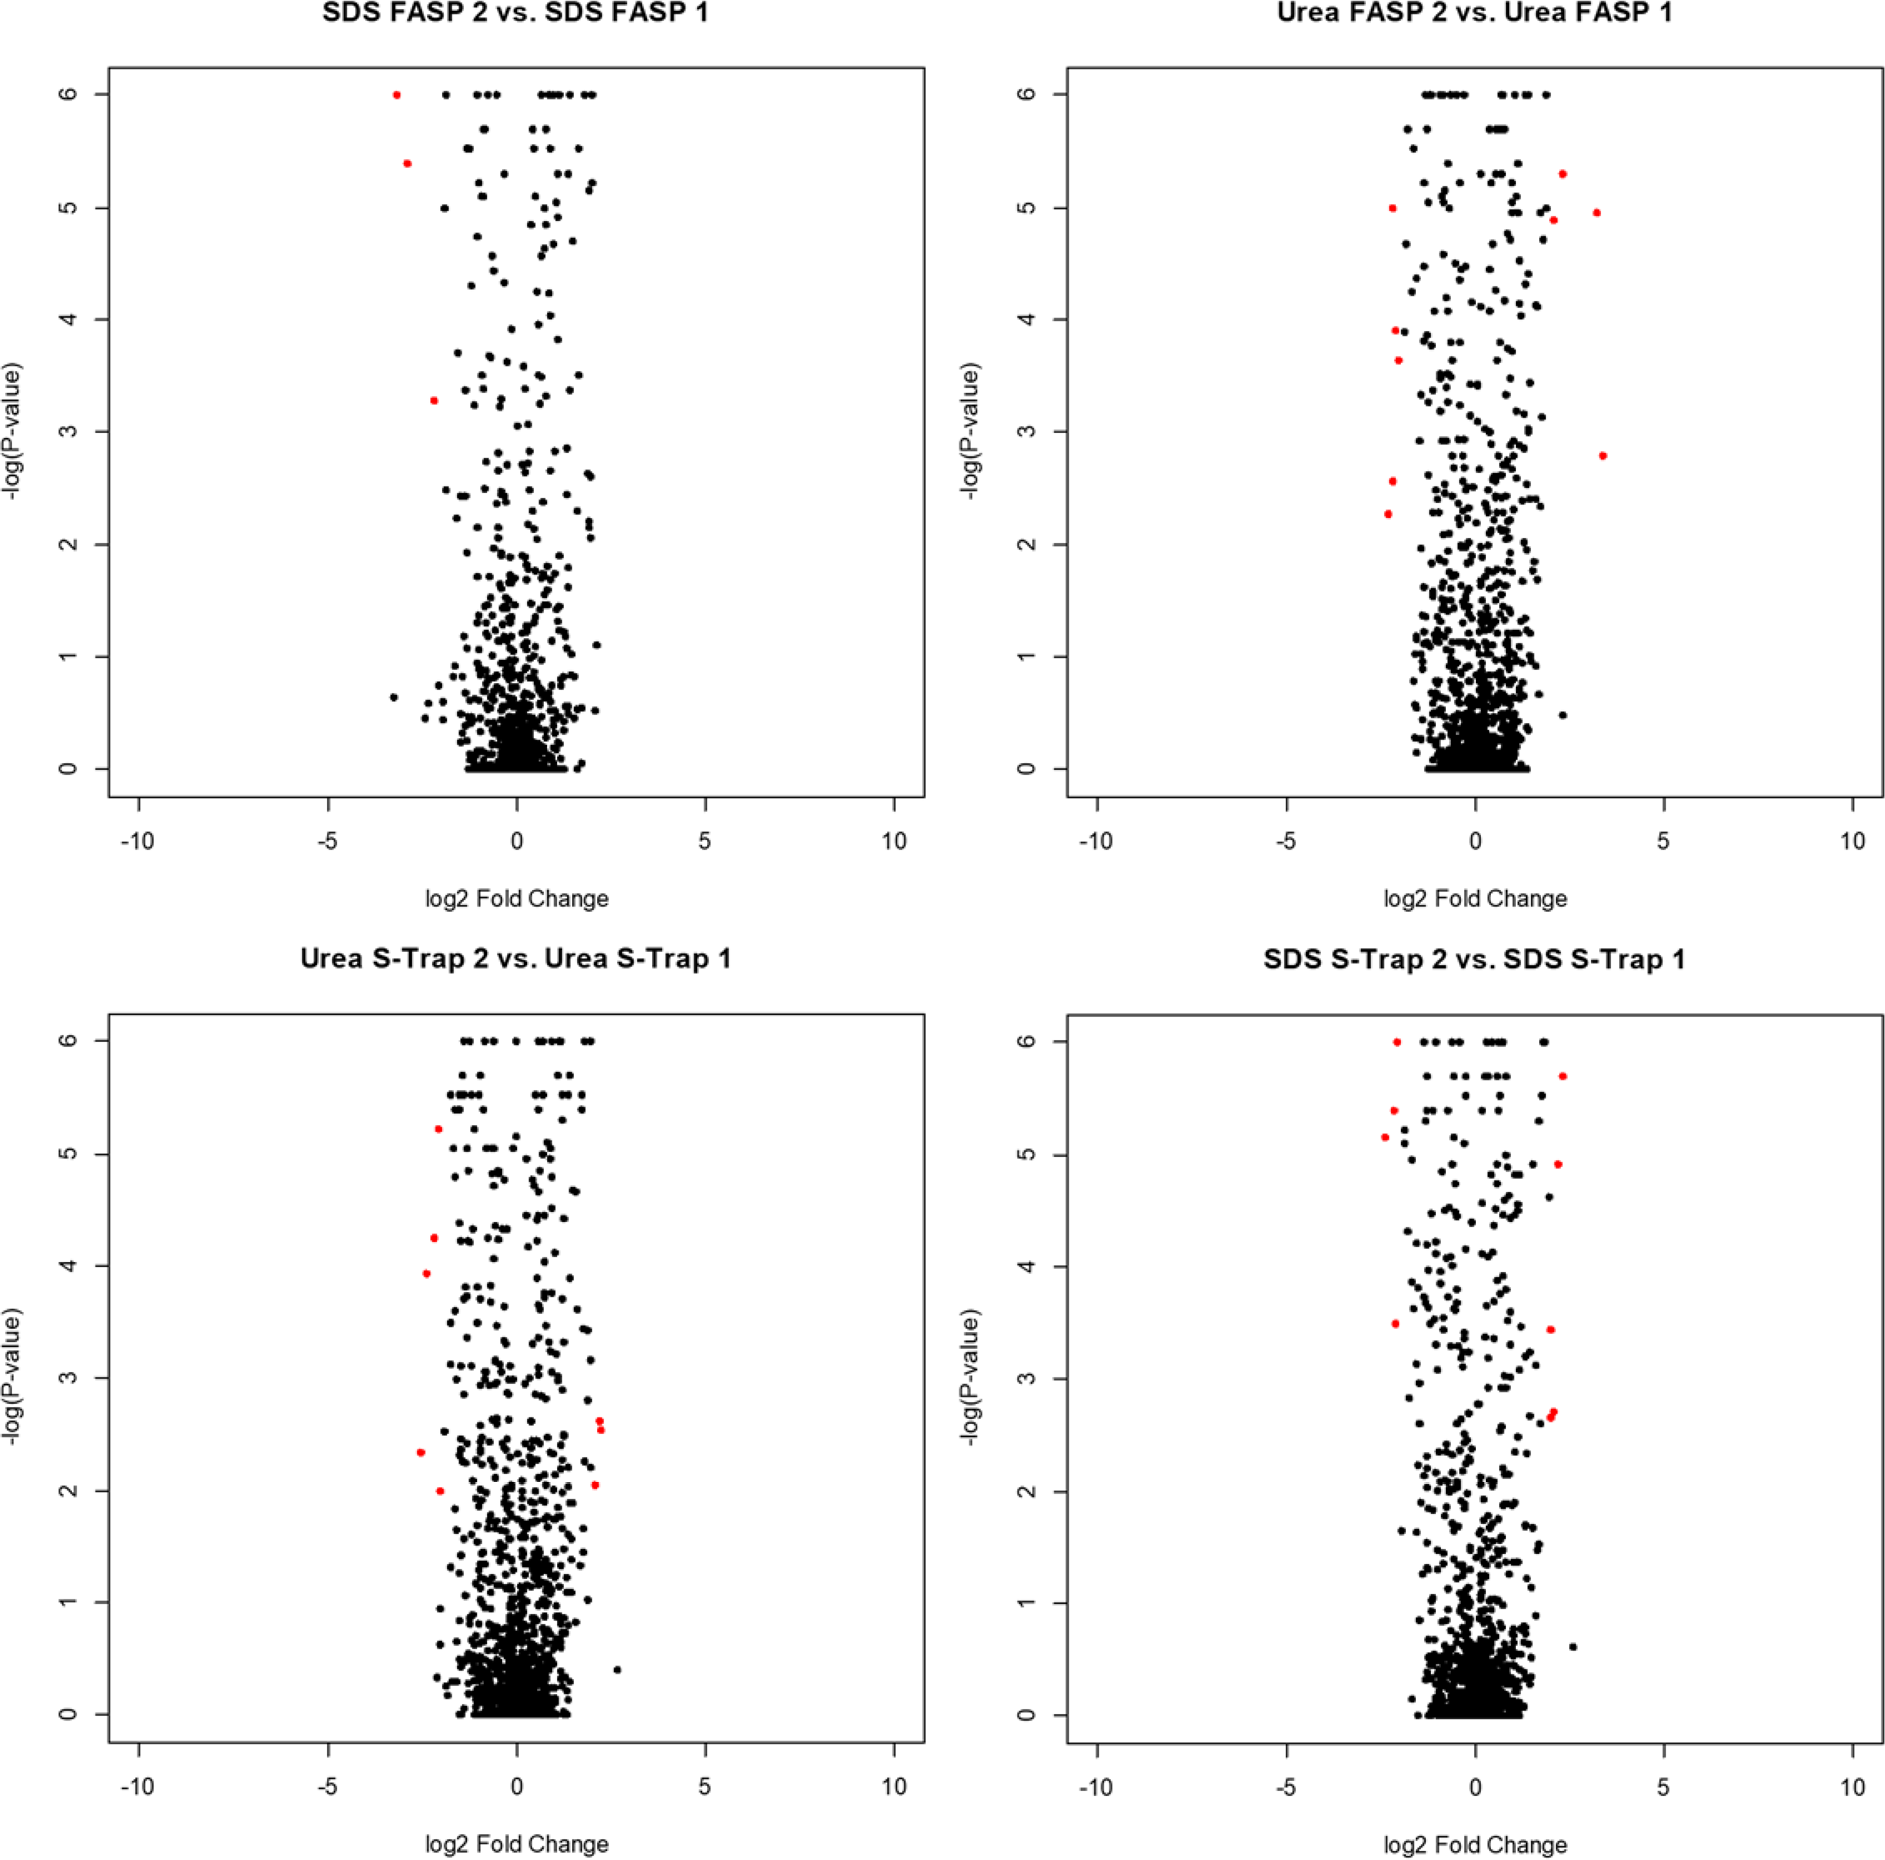 SDS FASP 2 vs. SDS FASP 1
-log(P-value)
6
5
4
3
2
1
0
-10 -5 0 5 10
log2 Fold Change
Urea FASP 2 vs. Urea FASP 1
-log(P-value)
6
5
4
3
2
1
0
-10 -5 0 5 10
log2 Fold Change
Urea S-Trap 2 vs. Urea S-Trap 1
-log(P-value)
6
5
4
3
2
1
0
-10 -5 0 5 10
log2 Fold Change
SDS S-Trap 2 vs. SDS S-Trap 1
-log(P-value)
6
5
4
3
2
1
0
-10 -5 0 5 10
log2 Fold Change